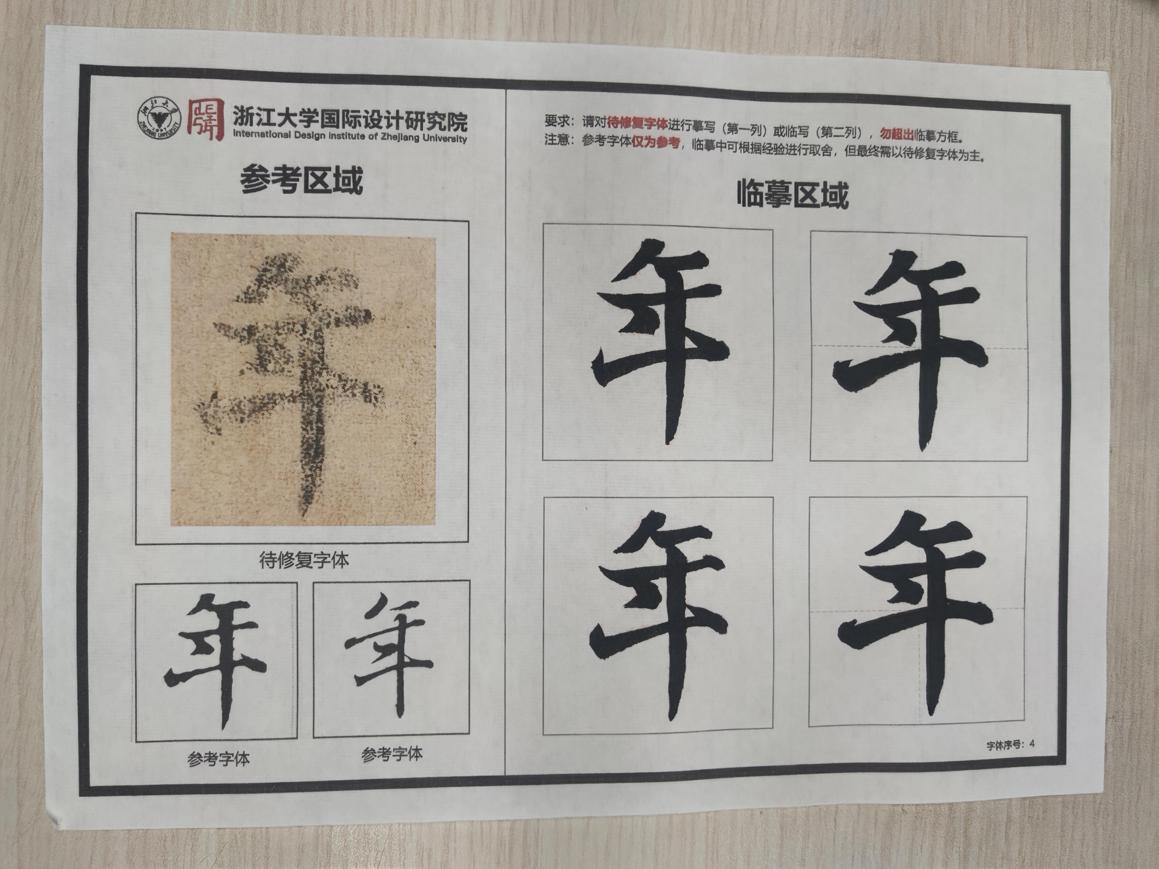 浙江大学国际设计研究院
International Design Institute of Zhejiang University
参考区域
年
待修复字体
年
年
参考字体
参考字体
要求：请对待修复字体进行摹写（第一列）或临写（第二列），勿超出临摹方框。
注意：参考字体仅为参考，临摹中可根据经验进行取舍，但最终需以待修复字体为主。
临摹区域
年
年
年
年
字体序号：4